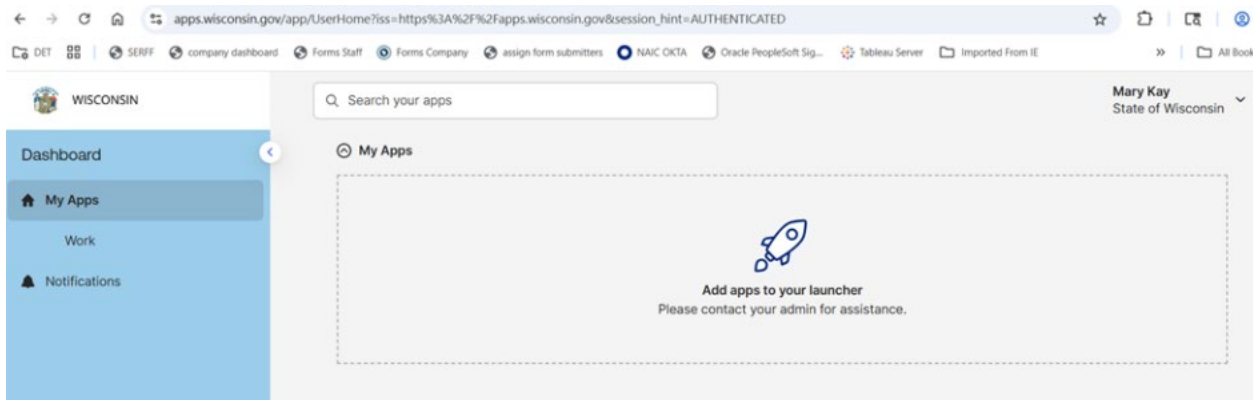 apps.wisconsin.gov/app/UserHome?iss=https%3A%2F%2Fapps.wisconsin.gov&session_hint=AUTHENTICATED
DET SERFF company dashboard Forms Staff Forms Company assign form submitters NAIC OKTA Oracle PeopleSoft Sig... Tableau Server Imported From IE » All Book
WISCONSIN
Search your apps
Mary Kay
State of Wisconsin
Dashboard
My Apps
My Apps
Work
Notifications
Add apps to your launcher
Please contact your admin for assistance.